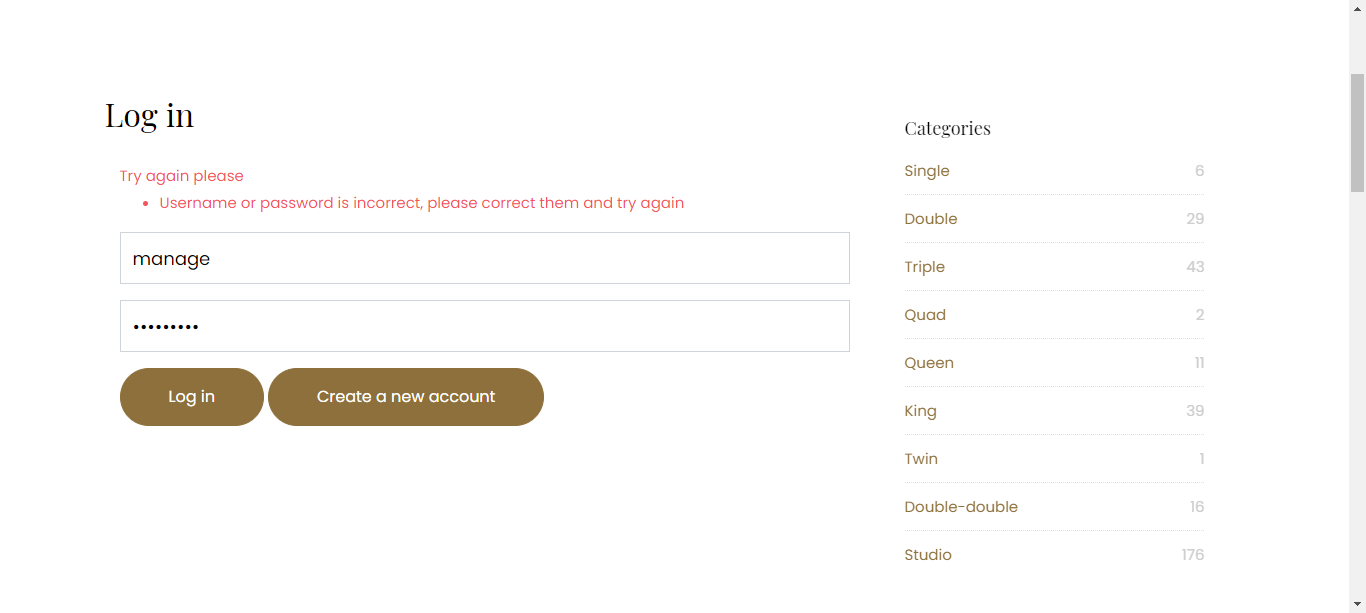 Log in
Try again please
Username or password is incorrect, please correct them and try again
manage
•••••••••
Log in
Create a new account
Categories
Single 6
Double 29
Triple 43
Quad 2
Queen 11
King 39
Twin 1
Double-double 16
Studio 176